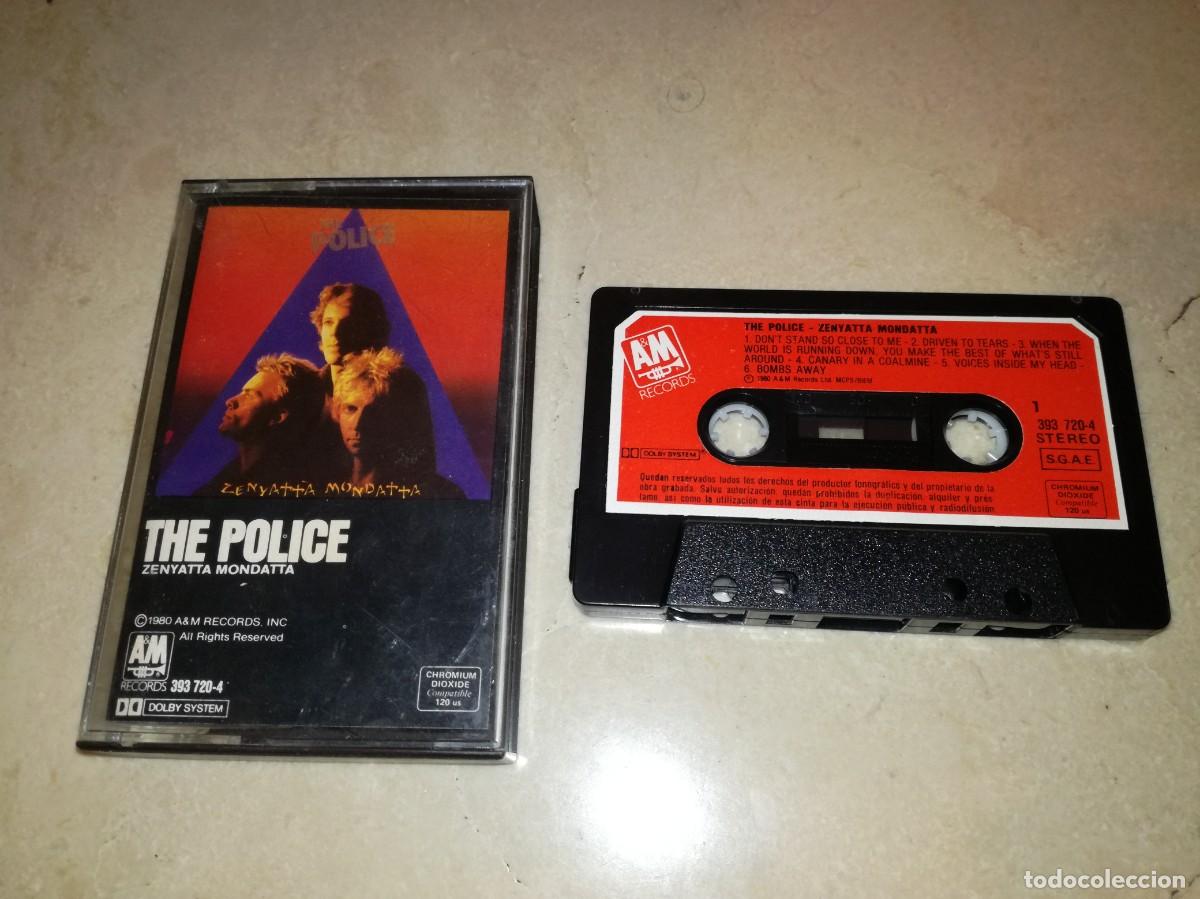 THE
POLICE
ZENYATTA MONDATTA
THE POLICE
ZENYATTA MONDATTA
©1980 A&M RECORDS, INC
All Rights Reserved
A&M
RECORDS 393 720-4
DOLBY SYSTEM
CHROMIUM
DIOXIDE
Compatible
120 us
A&M
RECORDS
THE POLICE - ZENYATTA MONDATTA
1. DON'T STAND SO CLOSE TO ME - 2. DRIVEN TO TEARS - 3. WHEN THE
WORLD IS RUNNING DOWN, YOU MAKE THE BEST OF WHAT'S STILL
AROUND - 4. CANARY IN A COALMINE - 5. VOICES INSIDE MY HEAD -
6. BOMBS AWAY
℗ 1980 A&M Records Ltd. MCPS/BIEM
1
393 720-4
STEREO
S.G.A.E.
DOLBY SYSTEM®
Quedan reservados todos los derechos del productor fonográfico y del propietario de la
obra grabada. Salvo autorización, quedan prohibidos la duplicación, alquiler y prés
tamo, así como la utilización de esta cinta para la ejecución pública y radiodifusión
CHROMIUM
DIOXIDE
Compatible
120 us
todocoleccion